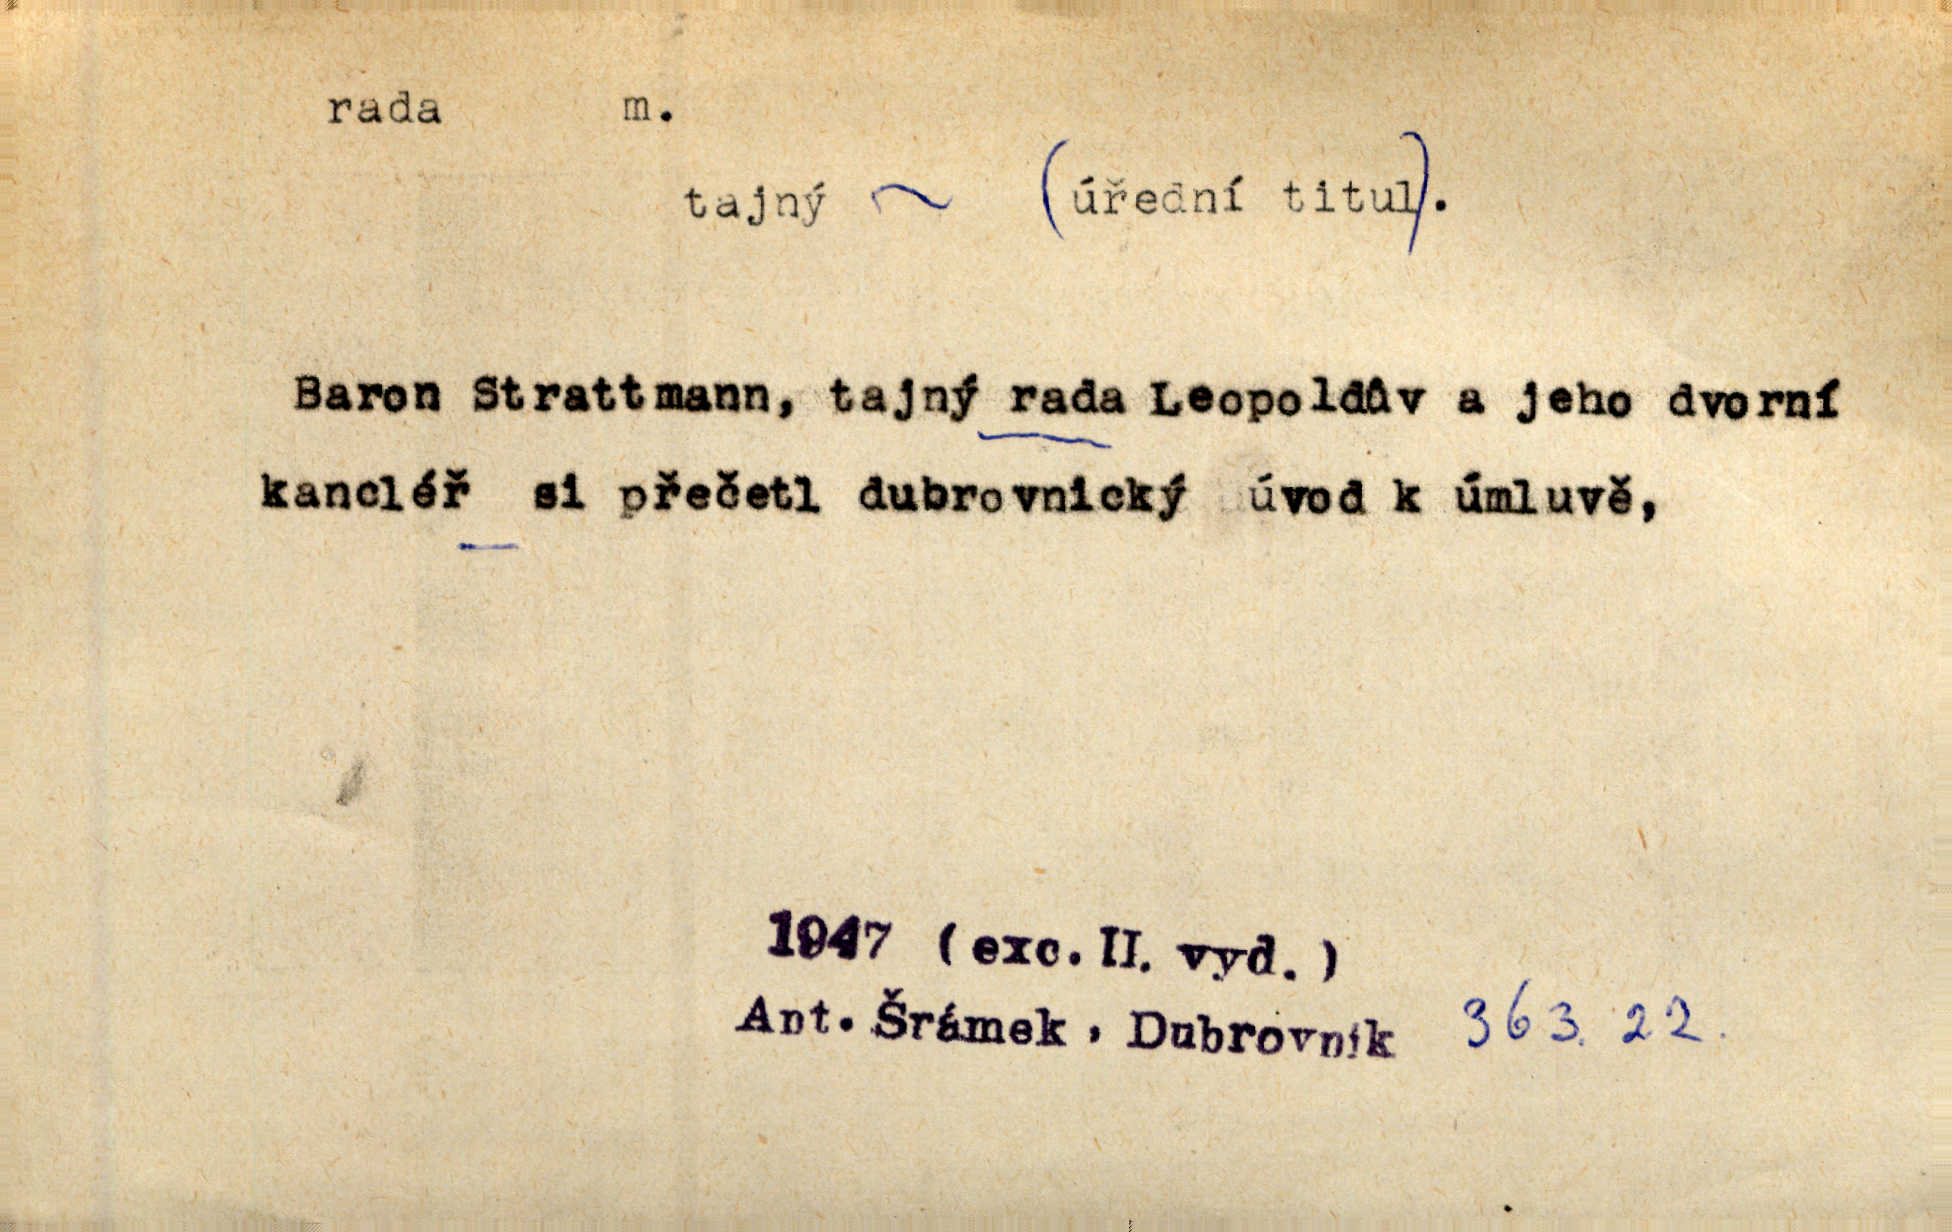 rada m.
tajný ~ (úřední titul).
Baron Strattmann, tajný rada Leopoldův a jeho dvorní
kancléř si přečetl dubrovnický úvod k úmluvě,
1947 (exc. II. vyd.)
Ant. Šrámek, Dubrovník 363.22.